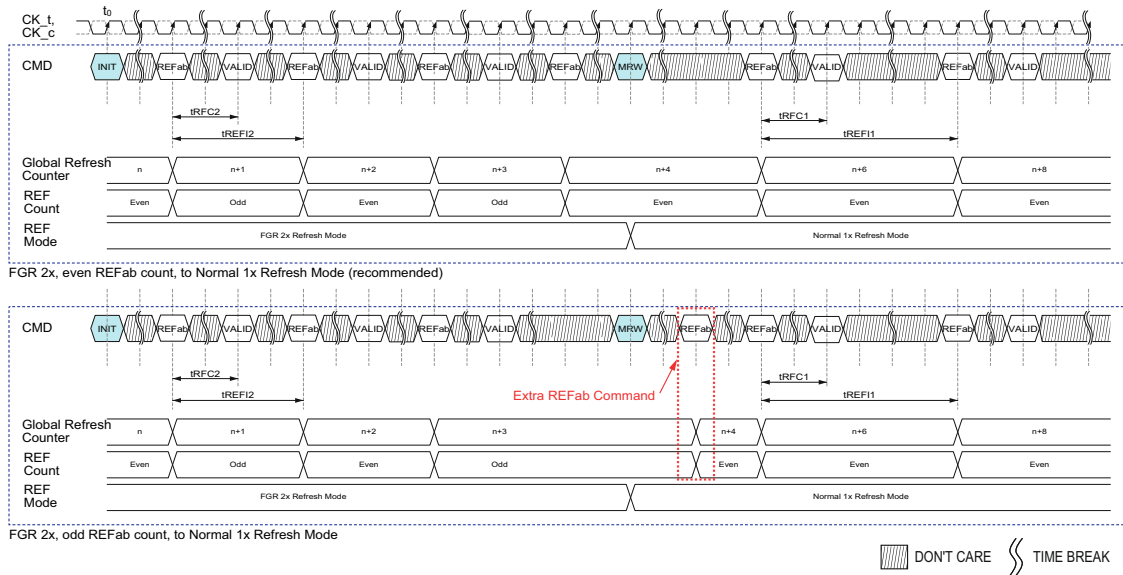 CK_t, t0
CK_c
CMD INIT REFab VALID REFab VALID REFab VALID REFab MRW REFab VALID REFab VALID
tRFC2 tRFC1
tREFI2 tREFI1
Global Refresh Counter n n+1 n+2 n+3 n+4 n+6 n+8
REF Count Even Odd Even Odd Even Even Even
REF Mode FGR 2x Refresh Mode Normal 1x Refresh Mode
FGR 2x, even REFab count, to Normal 1x Refresh Mode (recommended)
CMD INIT REFab VALID REFab VALID REFab VALID MRW REFab REFab VALID REFab VALID
tRFC2 tRFC1
tREFI2 Extra REFab Command tREFI1
Global Refresh Counter n n+1 n+2 n+3 n+4 n+6 n+8
REF Count Even Odd Even Odd Even Even Even
REF Mode FGR 2x Refresh Mode Normal 1x Refresh Mode
FGR 2x, odd REFab count, to Normal 1x Refresh Mode
DON'T CARE TIME BREAK